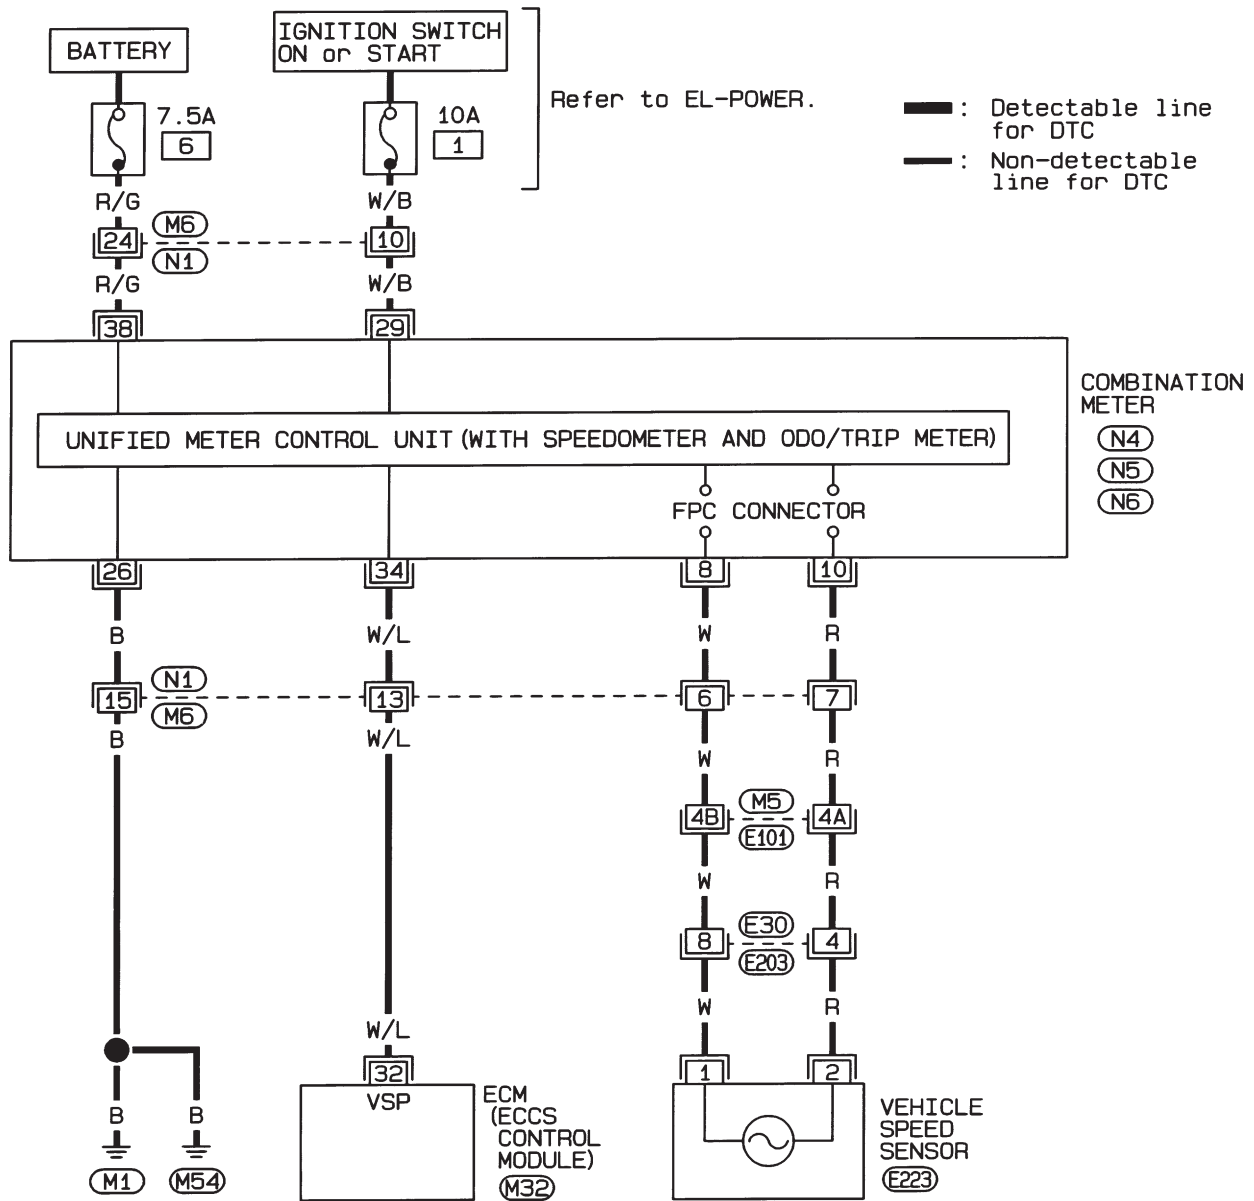 BATTERY
IGNITION SWITCH
ON or START
Refer to EL-POWER.
7.5A
6
10A
1
: Detectable line
for DTC
: Non-detectable
line for DTC
R/G
W/B
24
M6
N1
10
R/G
W/B
38
29
COMBINATION
METER
N4
N5
N6
UNIFIED METER CONTROL UNIT (WITH SPEEDOMETER AND ODO/TRIP METER)
FPC CONNECTOR
26
34
8
10
B
W/L
W
R
15
N1
M6
13
6
7
B
W/L
W
R
4B
M5
E101
4A
W
R
8
E30
E203
4
W
R
W/L
32
VSP
ECM
(ECCS
CONTROL
MODULE)
M32
1
2
VEHICLE
SPEED
SENSOR
E223
B
B
M1
M54